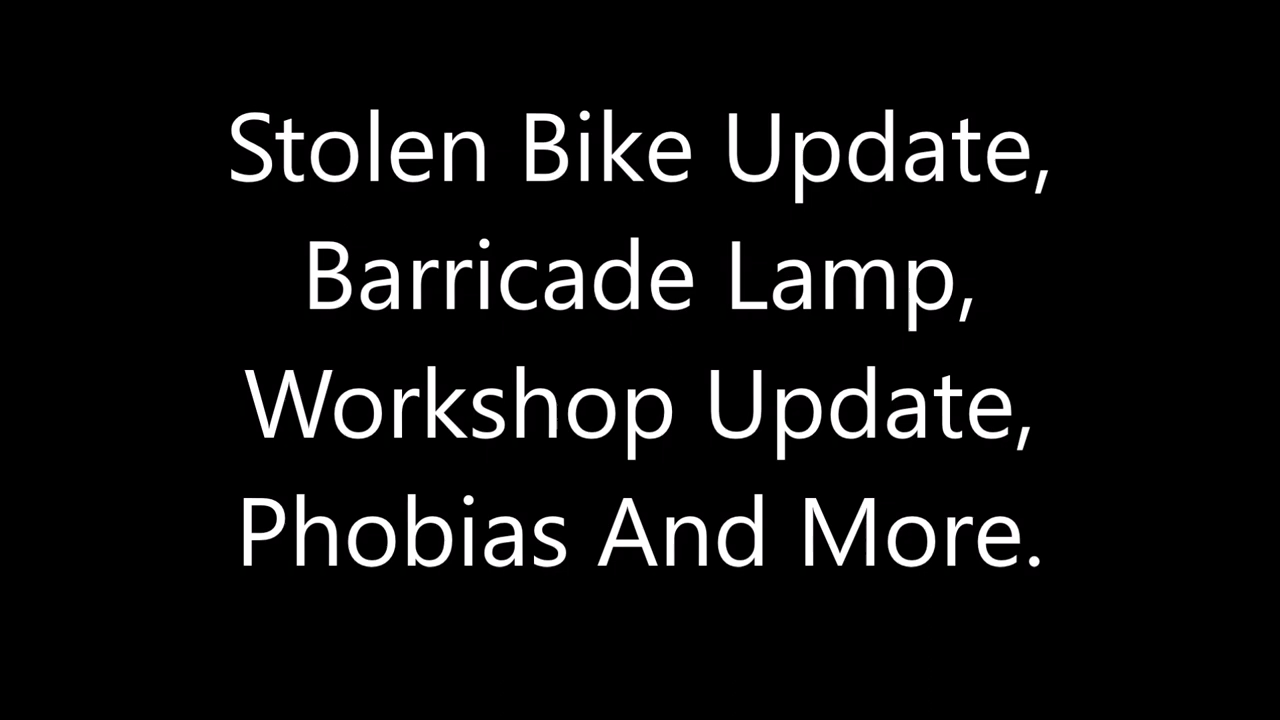 Stolen Bike Update,
Barricade Lamp,
Workshop Update,
Phobias And More.